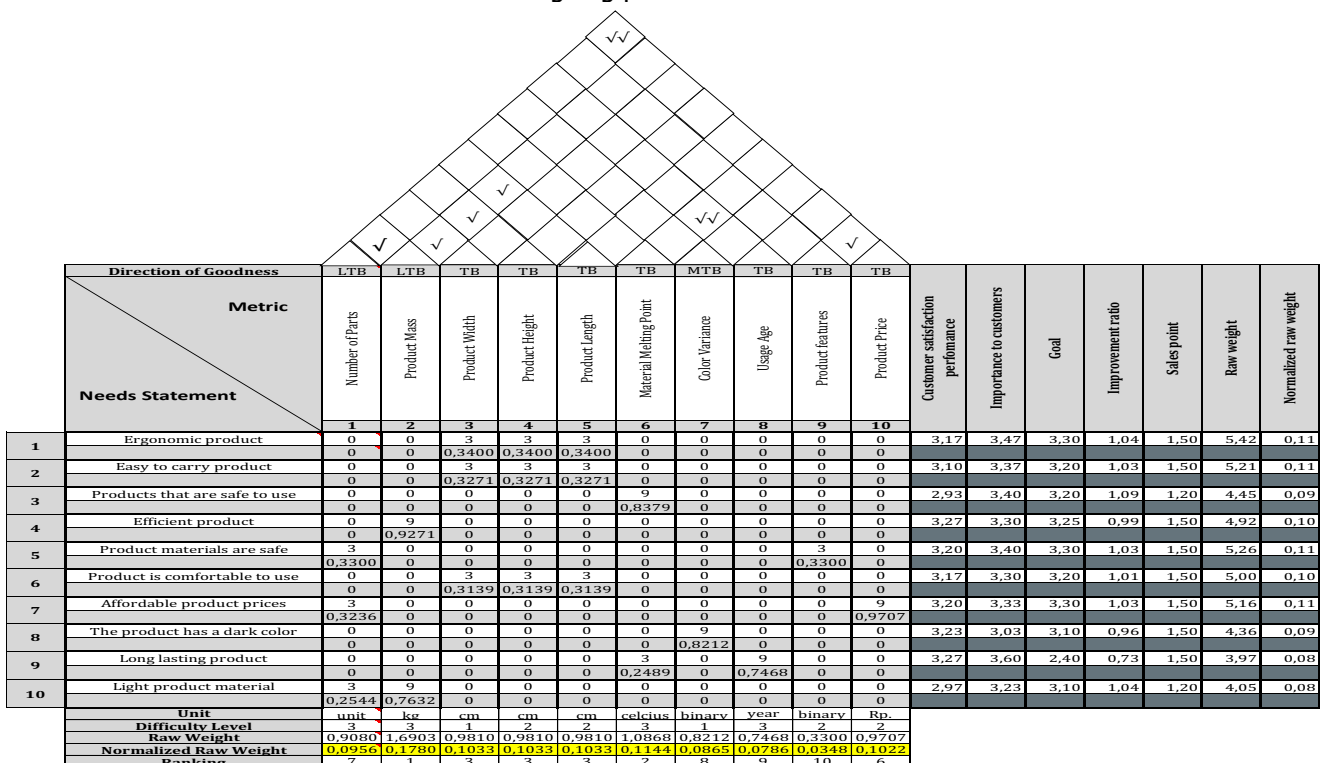 √√
√
√
√√
√ √ √
Direction of Goodness LTB LTB TB TB TB TB MTB TB TB TB
Metric
Needs Statement
Number of Parts
Product Mass
Product Width
Product Height
Product Length
Material Melting Point
Color Variance
Usage Age
Product features
Product Price
Customer satisfaction
perfomance
Importance to customers
Goal
Improvement ratio
Sales point
Raw weight
Normalized raw weight
1 2 3 4 5 6 7 8 9 10
1 Ergonomic product 0 0 3 3 3 0 0 0 0 0 3,17 3,47 3,30 1,04 1,50 5,42 0,11
0 0 0,3400 0,3400 0,3400 0 0 0 0 0
2 Easy to carry product 0 0 3 3 3 0 0 0 0 0 3,10 3,37 3,20 1,03 1,50 5,21 0,11
0 0 0,3271 0,3271 0,3271 0 0 0 0 0
3 Products that are safe to use 0 0 0 0 0 9 0 0 0 0 2,93 3,40 3,20 1,09 1,20 4,45 0,09
0 0 0 0 0 0,8379 0 0 0 0
4 Efficient product 0 9 0 0 0 0 0 0 0 0 3,27 3,30 3,25 0,99 1,50 4,92 0,10
0 0,9271 0 0 0 0 0 0 0 0
5 Product materials are safe 3 0 0 0 0 0 0 0 3 0 3,20 3,40 3,30 1,03 1,50 5,26 0,11
0,3300 0 0 0 0 0 0 0 0,3300 0
6 Product is comfortable to use 0 0 3 3 3 0 0 0 0 0 3,17 3,30 3,20 1,01 1,50 5,00 0,10
0 0 0,3139 0,3139 0,3139 0 0 0 0 0
7 Affordable product prices 3 0 0 0 0 0 0 0 0 9 3,20 3,33 3,30 1,03 1,50 5,16 0,11
0,3236 0 0 0 0 0 0 0 0 0,9707
8 The product has a dark color 0 0 0 0 0 0 9 0 0 0 3,23 3,03 3,10 0,96 1,50 4,36 0,09
0 0 0 0 0 0 0,8212 0 0 0
9 Long lasting product 0 0 0 0 0 3 0 9 0 0 3,27 3,60 2,40 0,73 1,50 3,97 0,08
0 0 0 0 0 0,2489 0 0,7468 0 0
10 Light product material 3 9 0 0 0 0 0 0 0 0 2,97 3,23 3,10 1,04 1,20 4,05 0,08
0,2544 0,7632 0 0 0 0 0 0 0 0
Unit unit kg cm cm cm celcius binary year binary Rp.
Difficulty Level 3 3 1 2 2 3 1 3 2 2
Raw Weight 0,9080 1,6903 0,9810 0,9810 0,9810 1,0868 0,8212 0,7468 0,3300 0,9707
Normalized Raw Weight 0,0956 0,1780 0,1033 0,1033 0,1033 0,1144 0,0865 0,0786 0,0348 0,1022
Ranking 7 1 3 3 3 2 8 9 10 6